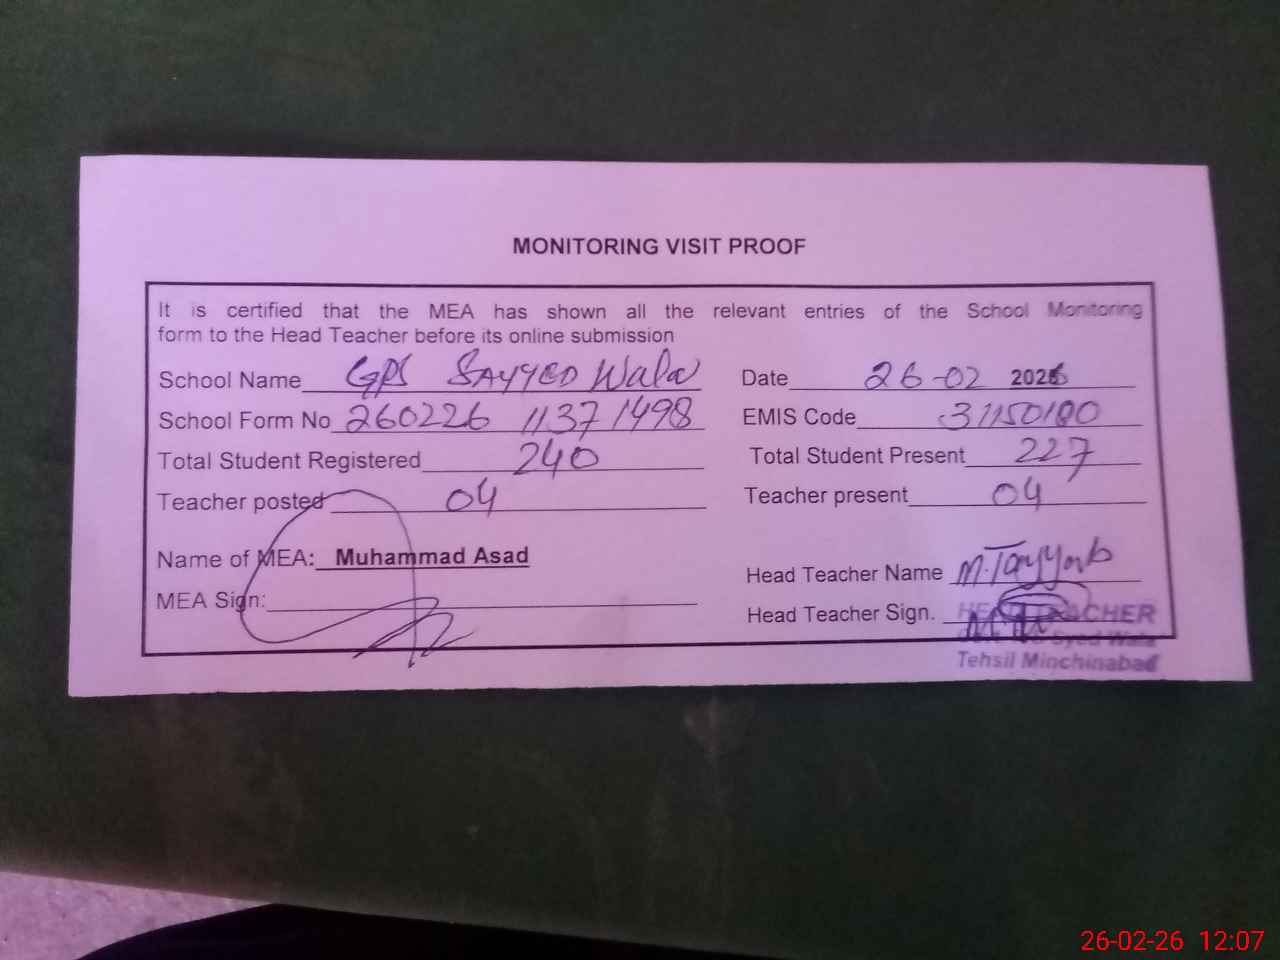 MONITORING VISIT PROOF
It is certified that the MEA has shown all the relevant entries of the School Monitoring
form to the Head Teacher before its online submission
School Name GPS SAYYED Wala Date 26-02 2026
School Form No 260226 11371498 EMIS Code 31150180
Total Student Registered 240 Total Student Present 227
Teacher posted 04 Teacher present 04
Name of MEA: Muhammad Asad
Head Teacher Name M. Tayyab
MEA Sign:
Head Teacher Sign.
HEAD TEACHER
Syed Wala
Tehsil Minchinabad
26-02-26 12:07